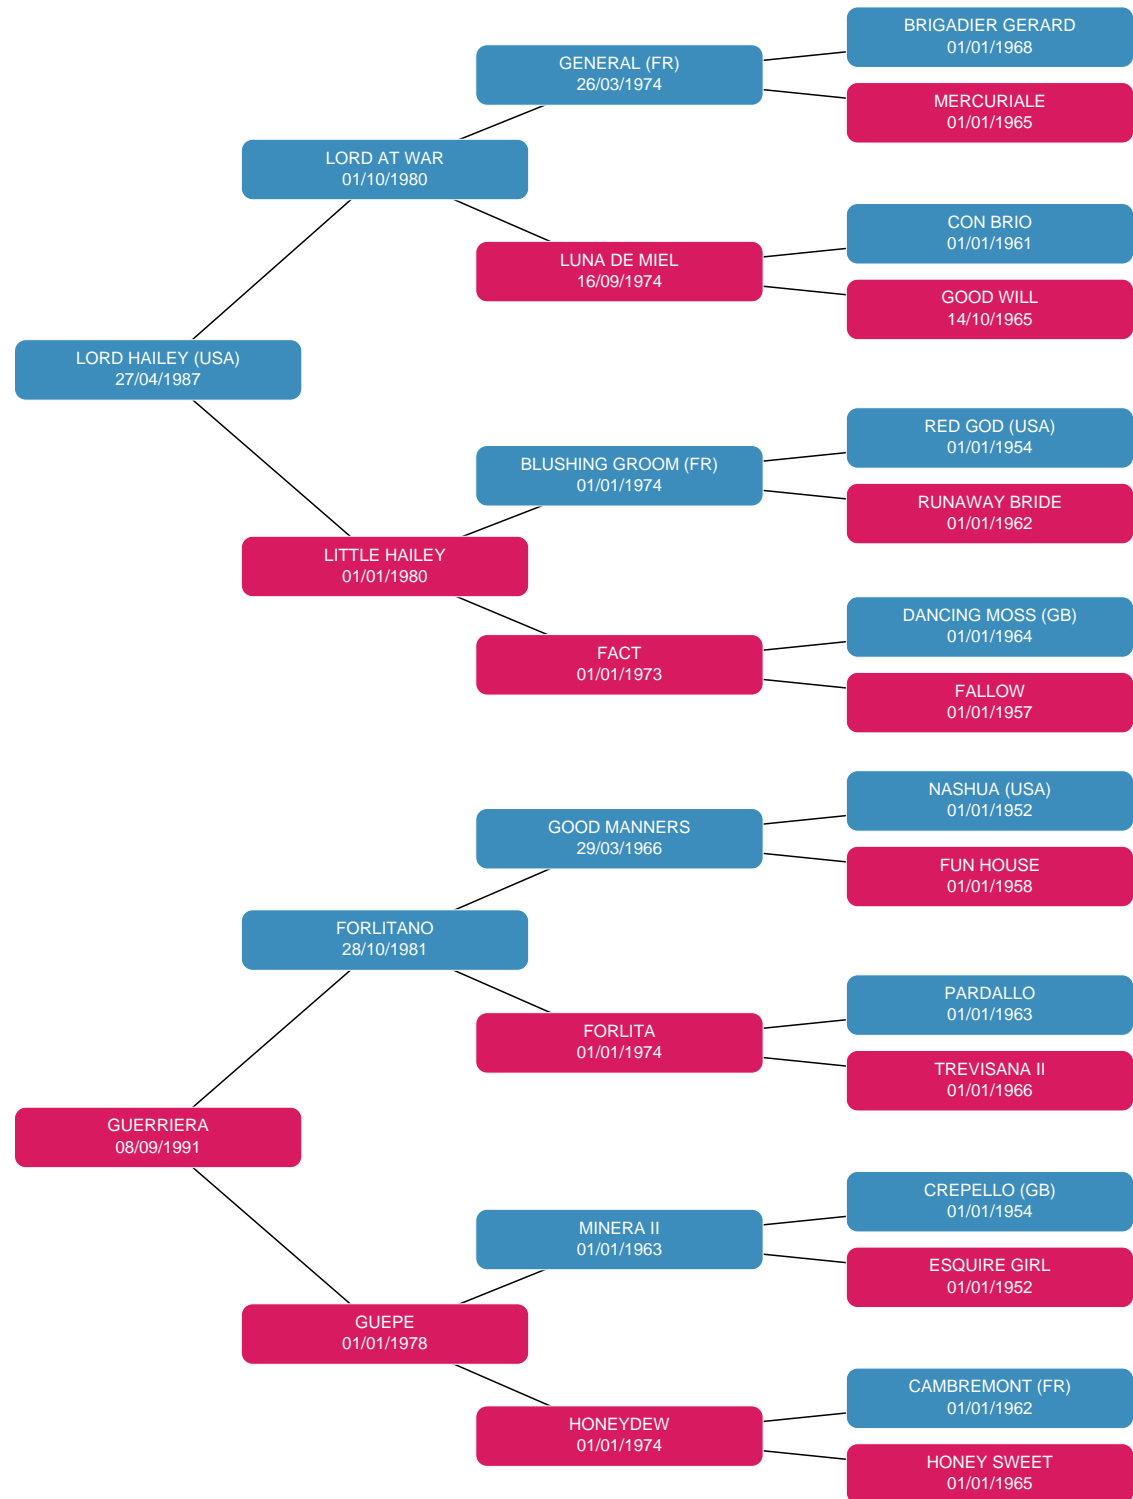 BRIGADIER GERARD
01/01/1968
GENERAL (FR)
26/03/1974
MERCURIALE
01/01/1965
LORD AT WAR
01/10/1980
CON BRIO
01/01/1961
LUNA DE MIEL
16/09/1974
GOOD WILL
14/10/1965
LORD HAILEY (USA)
27/04/1987
RED GOD (USA)
01/01/1954
BLUSHING GROOM (FR)
01/01/1974
RUNAWAY BRIDE
01/01/1962
LITTLE HAILEY
01/01/1980
DANCING MOSS (GB)
01/01/1964
FACT
01/01/1973
FALLOW
01/01/1957
NASHUA (USA)
01/01/1952
GOOD MANNERS
29/03/1966
FUN HOUSE
01/01/1958
FORLITANO
28/10/1981
PARDALLO
01/01/1963
FORLITA
01/01/1974
TREVISANA II
01/01/1966
GUERRIERA
08/09/1991
CREPELLO (GB)
01/01/1954
MINERA II
01/01/1963
ESQUIRE GIRL
01/01/1952
GUEPE
01/01/1978
CAMBREMONT (FR)
01/01/1962
HONEYDEW
01/01/1974
HONEY SWEET
01/01/1965